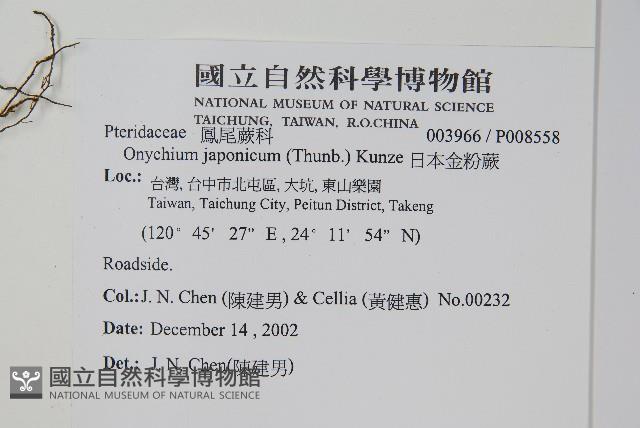 國立自然科學博物館
NATIONAL MUSEUM OF NATURAL SCIENCE
TAICHUNG, TAIWAN, R.O.CHINA
Pteridaceae 鳳尾蕨科 003966 / P008558
Onychium japonicum (Thunb.) Kunze 日本金粉蕨
Loc.: 台灣, 台中市北屯區, 大坑, 東山樂園
Taiwan, Taichung City, Peitun District, Takeng
(120° 45' 27" E , 24° 11' 54" N)
Roadside.
Col.: J. N. Chen (陳建男) & Cellia (黃健惠) No.00232
Date: December 14 , 2002
Det.: J. N. Chen(陳建男)
國立自然科學博物館
NATIONAL MUSEUM OF NATURAL SCIENCE